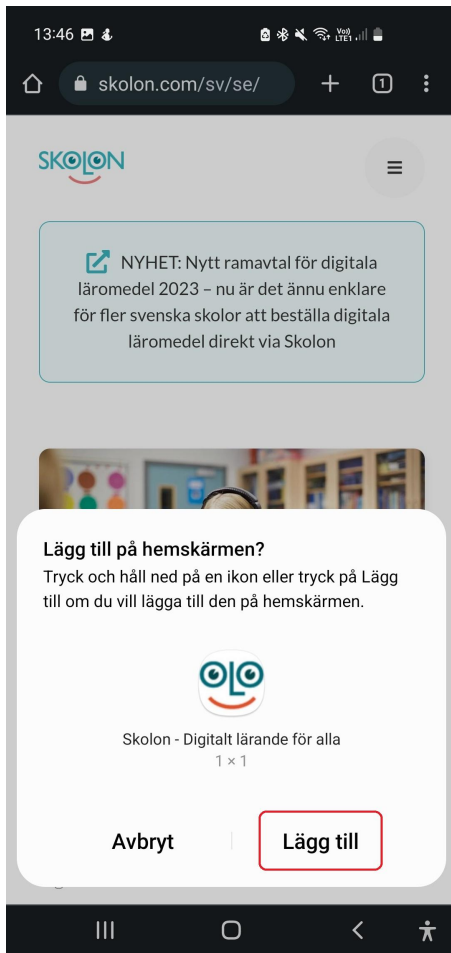 13:46
Vo))
LTE1
skolon.com/sv/se/
1
SKOLON
NYHET: Nytt ramavtal för digitala
läromedel 2023 – nu är det ännu enklare
för fler svenska skolor att beställa digitala
läromedel direkt via Skolon
Lägg till på hemskärmen?
Tryck och håll ned på en ikon eller tryck på Lägg
till om du vill lägga till den på hemskärmen.
Skolon - Digitalt lärande för alla
1 × 1
Avbryt
Lägg till